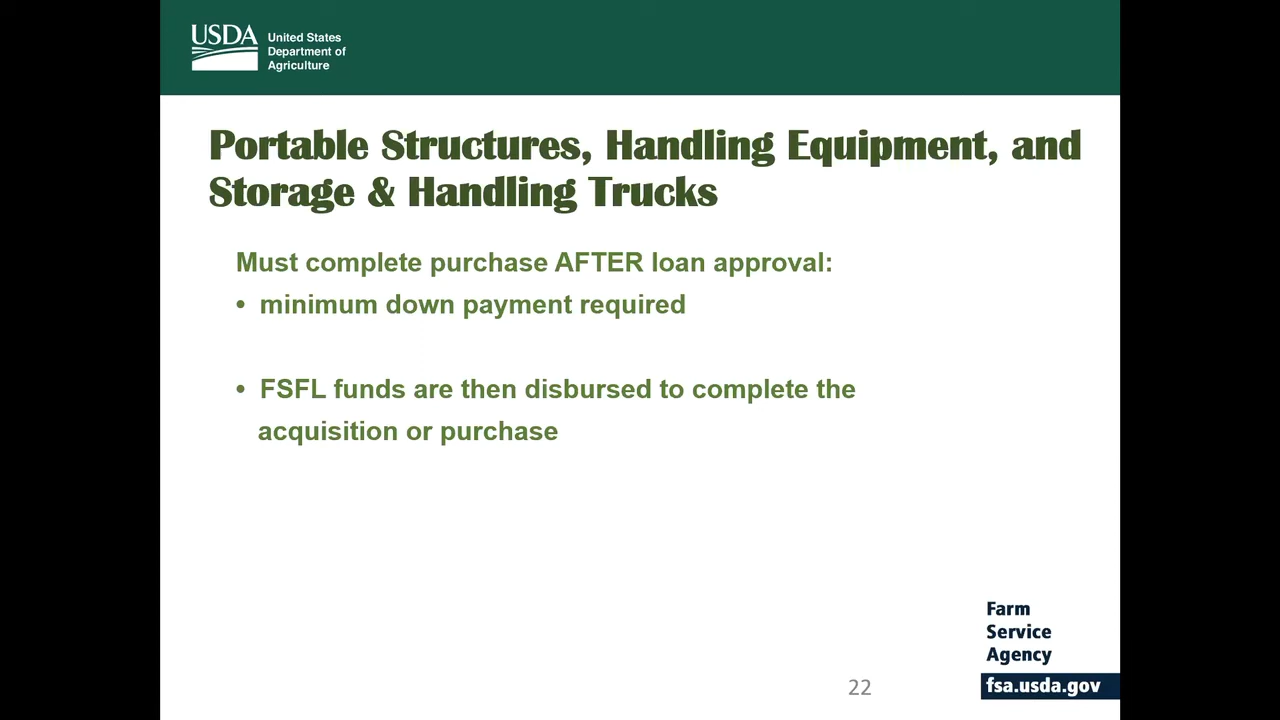 USDA
United States
Department of
Agriculture
Portable Structures, Handling Equipment, and
Storage & Handling Trucks
Must complete purchase AFTER loan approval:
• minimum down payment required
• FSFL funds are then disbursed to complete the
acquisition or purchase
Farm
Service
Agency
fsa.usda.gov
22